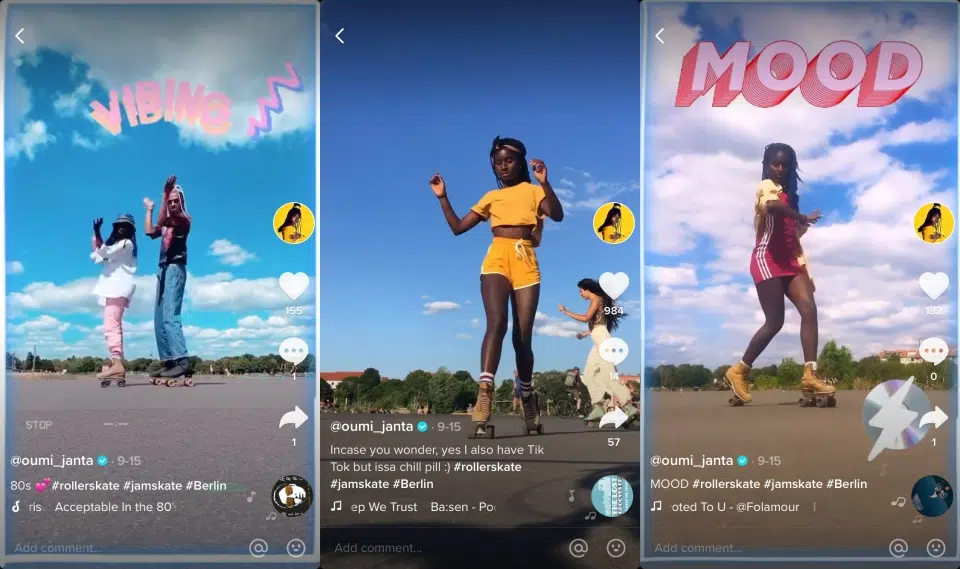 VIBING
155
1
STOP
1
@oumi_janta · 9-15
80s 💕 #rollerskate #jamskate #Berlin
ris Acceptable In the 80'
Add comment...
984
57
@oumi_janta · 9-15
Incase you wonder, yes I also have Tik
Tok but issa chill pill :) #rollerskate
#jamskate #Berlin
ep We Trust Ba:sen - Po
Add comment...
MOOD
182
0
1
@oumi_janta · 9-15
MOOD #rollerskate #jamskate #Berlin
oted To U - @Folamour
Add comment...